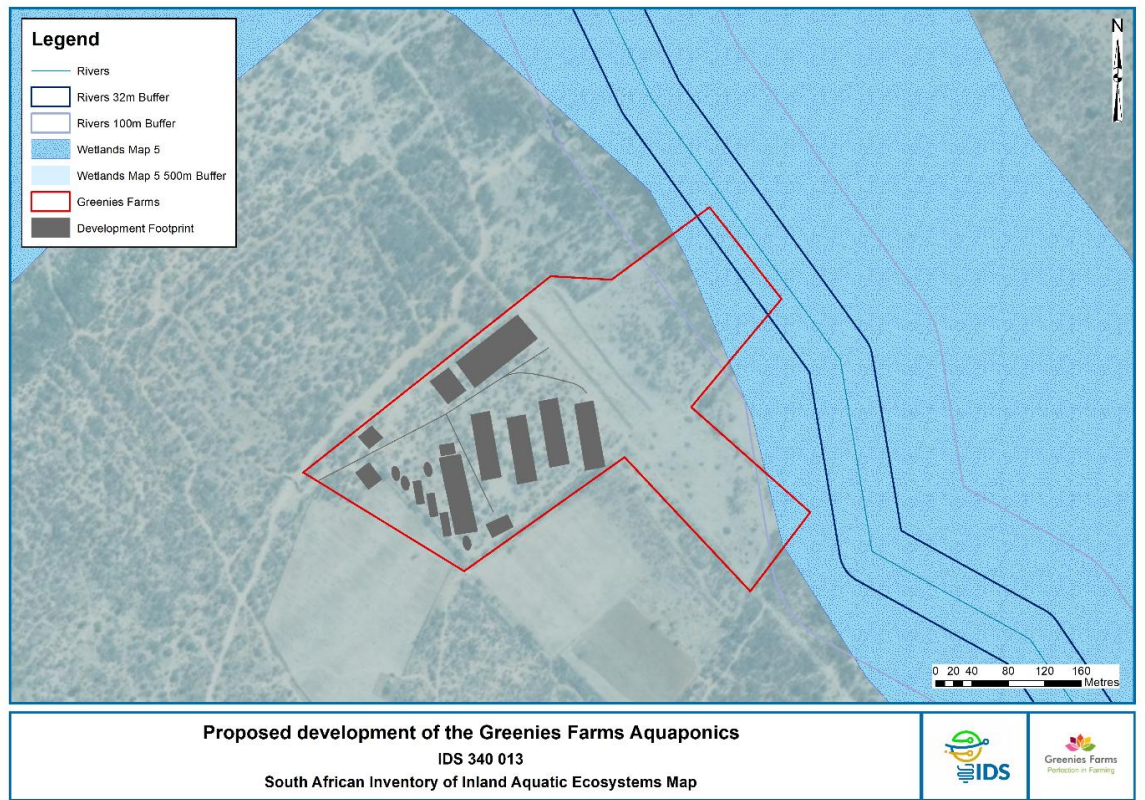 Legend
Rivers
Rivers 32m Buffer
Rivers 100m Buffer
Wetlands Map 5
Wetlands Map 5 500m Buffer
Greenies Farms
Development Footprint
N
0 20 40 80 120 160
Metres
Proposed development of the Greenies Farms Aquaponics
IDS 340 013
South African Inventory of Inland Aquatic Ecosystems Map
IDS
Greenies Farms
Perfection in Farming